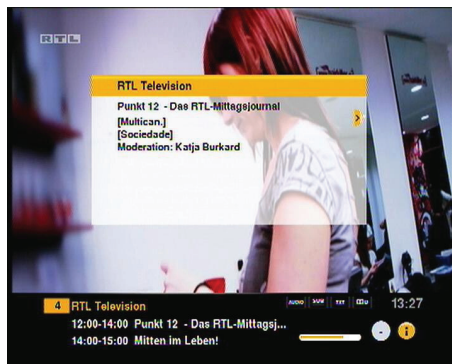 RTL
RTL Television
Punkt 12 - Das RTL-Mittagsjournal
[Multican.]
[Sociedade]
Moderation: Katja Burkard
4 RTL Television
AUDIO SUB TXT
13:27
12:00-14:00 Punkt 12 - Das RTL-Mittagsj...
14:00-15:00 Mitten im Leben!